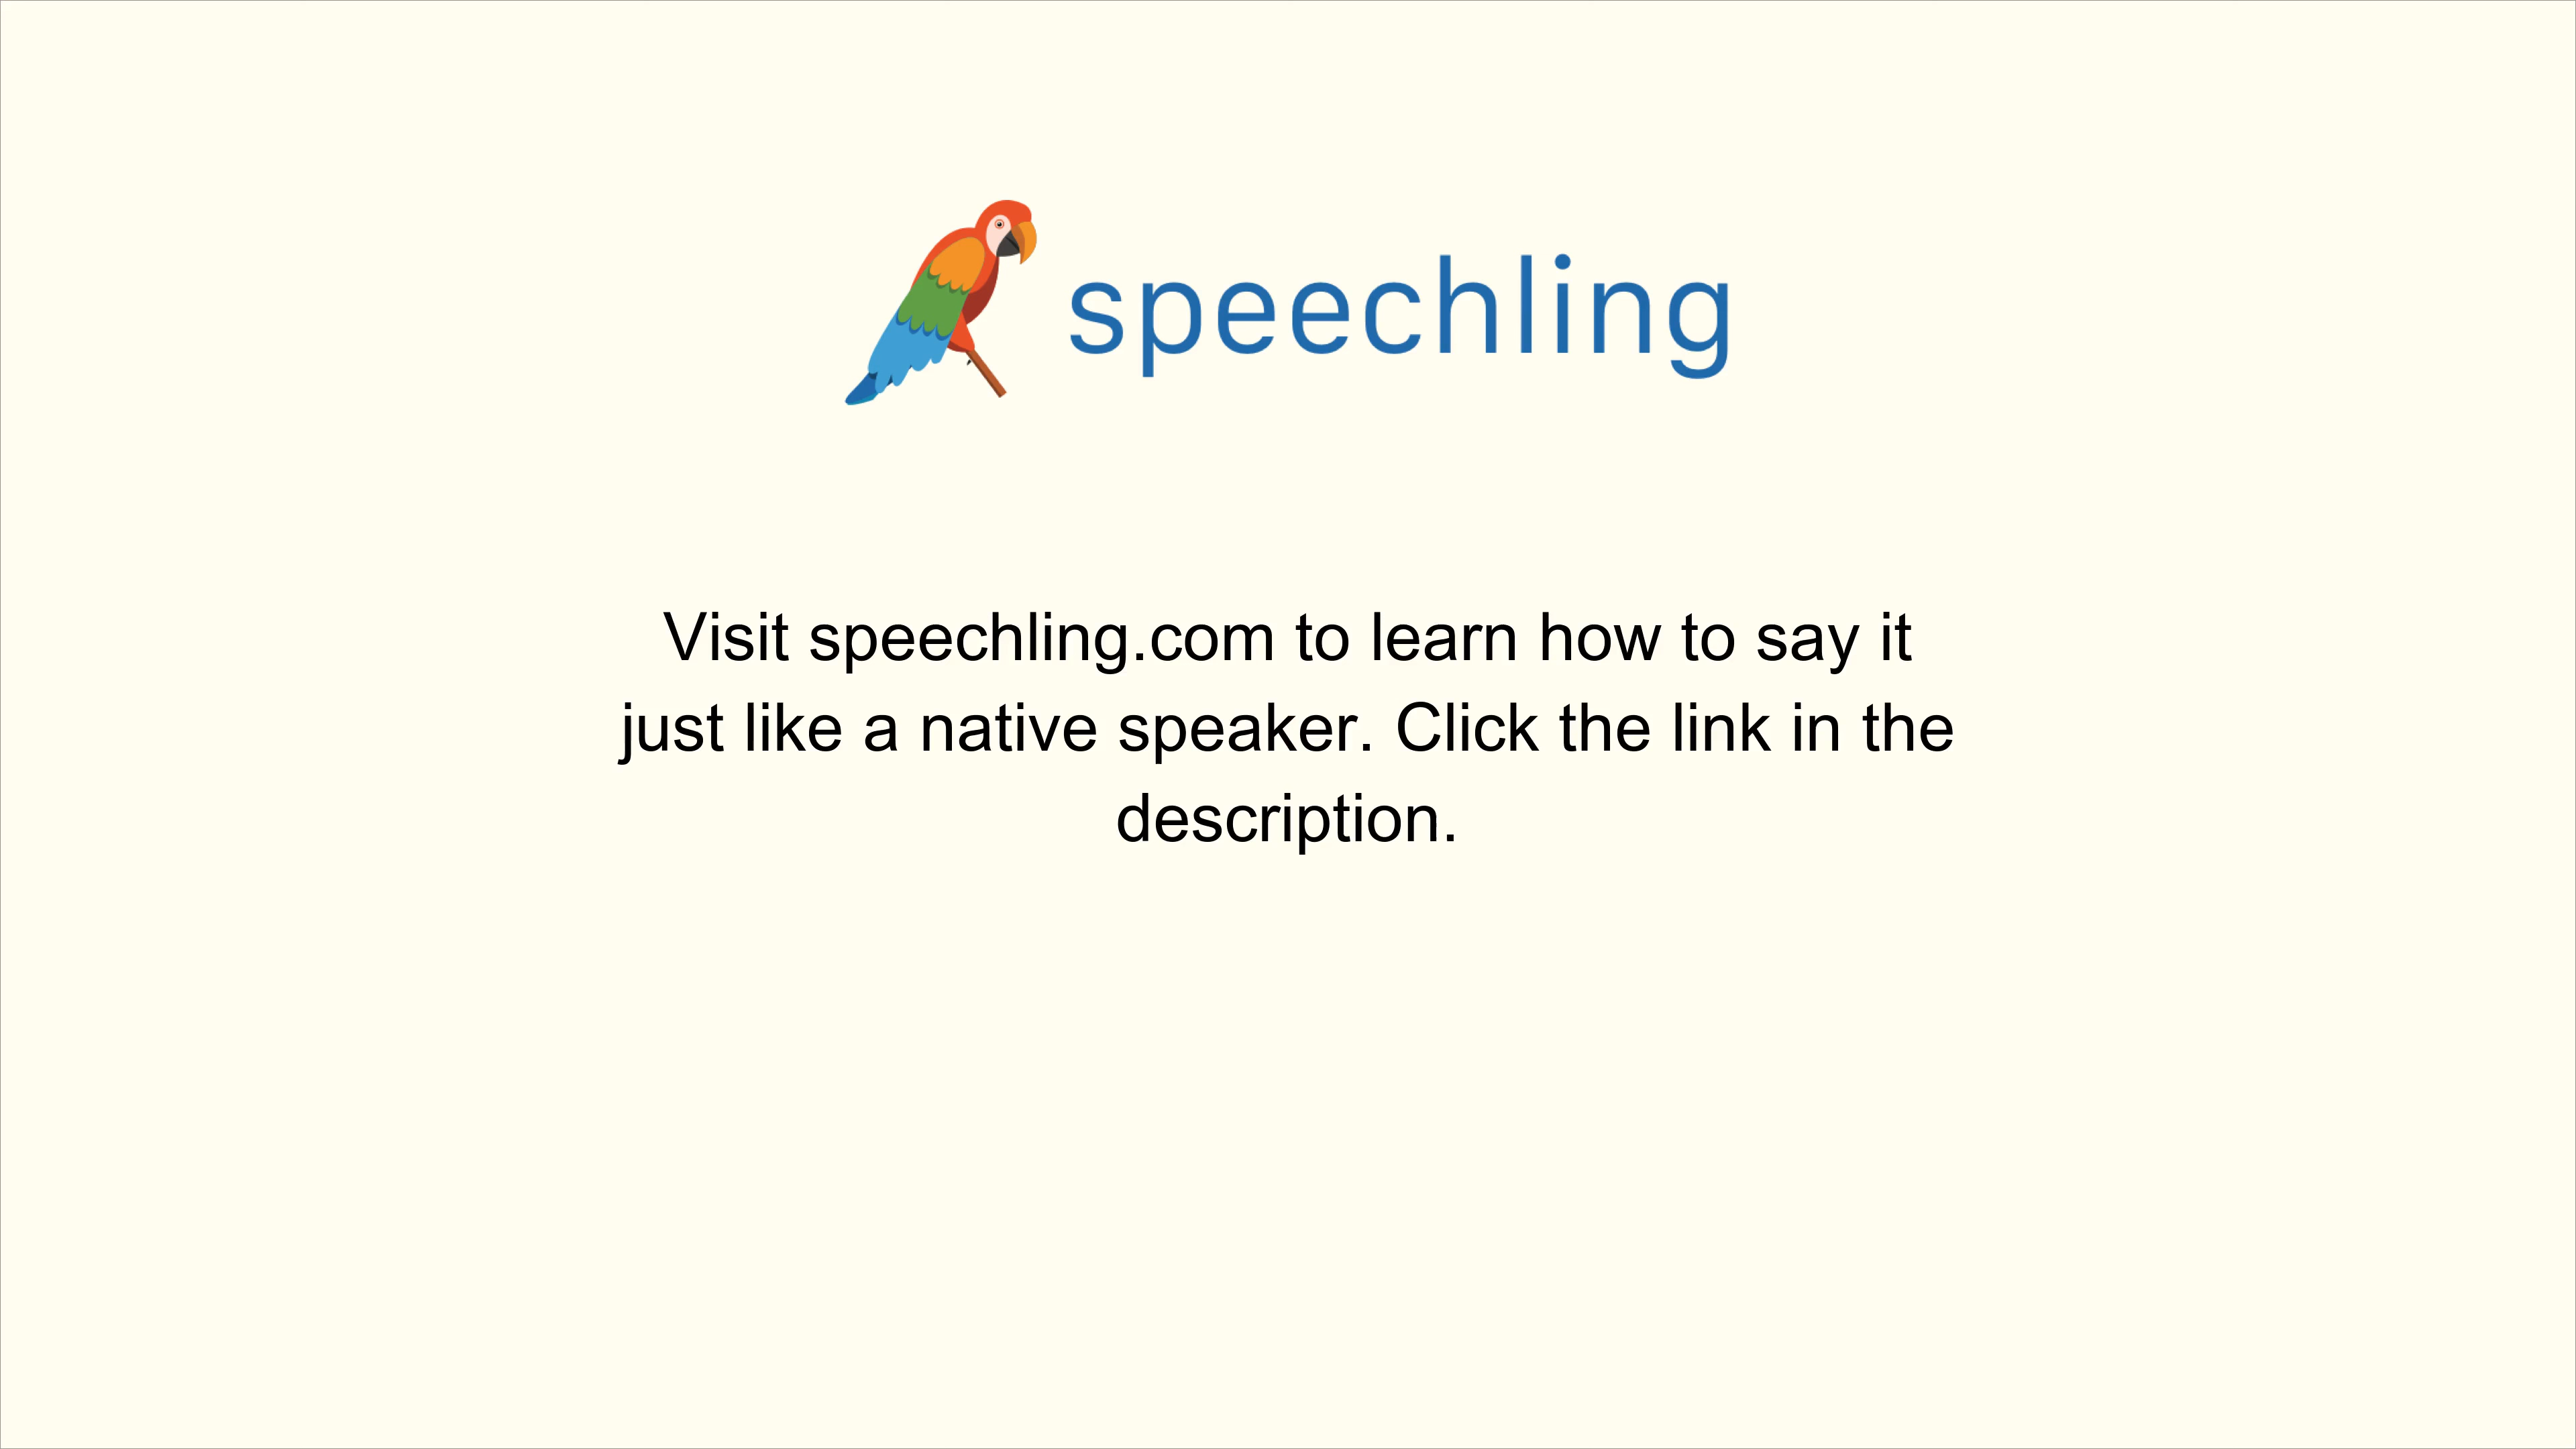 speechling
Visit speechling.com to learn how to say it
just like a native speaker. Click the link in the
description.